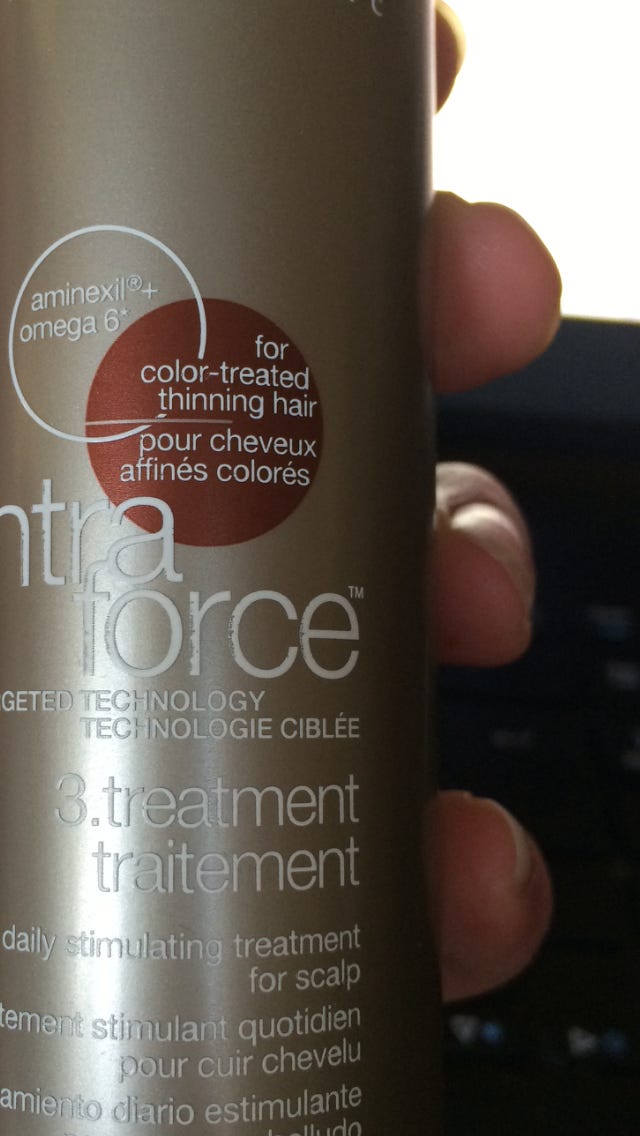 aminexil®+
omega 6*
for
color-treated
thinning hair
pour cheveux
affinés colorés
ntra
force™
GETED TECHNOLOGY
TECHNOLOGIE CIBLÉE
3.treatment
traitement
daily stimulating treatment
for scalp
tement stimulant quotidien
pour cuir chevelu
amiento diario estimulante